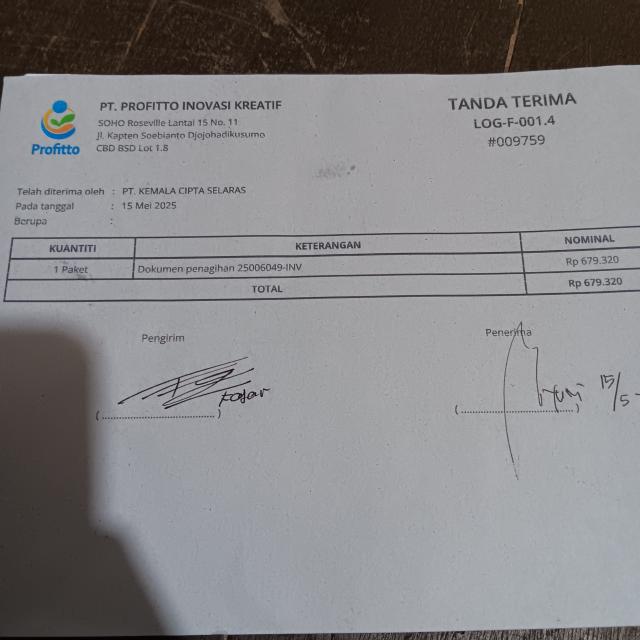 PT. PROFITTO INOVASI KREATIF
SOHO Roseville Lantai 15 No. 11
Jl. Kapten Soebianto Djojohadikusumo
CBD BSD Lot 1.8
Profitto
TANDA TERIMA
LOG-F-001.4
#009759
Telah diterima oleh : PT. KEMALA CIPTA SELARAS
Pada tanggal : 15 Mei 2025
Berupa :
KUANTITI KETERANGAN NOMINAL
1 Paket Dokumen penagihan 25006049-INV Rp 679.320
TOTAL Rp 679.320
Pengirim Penerima
Fajar 15/5
(........................................) (........................................)